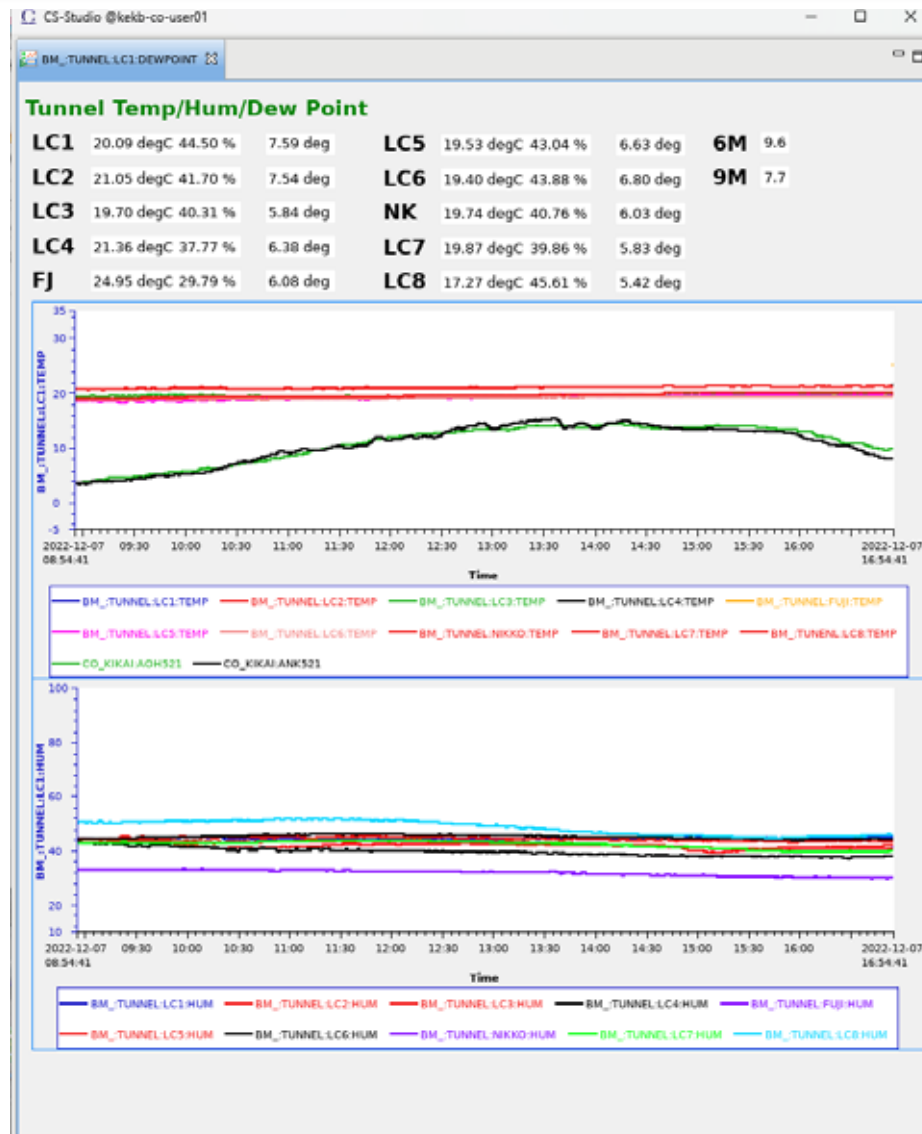 CS-Studio @kekb-co-user01
BM_:TUNNEL:LC1:DEWPOINT
Tunnel Temp/Hum/Dew Point
LC1 20.09 degC 44.50 % 7.59 deg LC5 19.53 degC 43.04 % 6.63 deg 6M 9.6
LC2 21.05 degC 41.70 % 7.54 deg LC6 19.40 degC 43.88 % 6.80 deg 9M 7.7
LC3 19.70 degC 40.31 % 5.84 deg NK 19.74 degC 40.76 % 6.03 deg
LC4 21.36 degC 37.77 % 6.38 deg LC7 19.87 degC 39.86 % 5.83 deg
FJ 24.95 degC 29.79 % 6.08 deg LC8 17.27 degC 45.61 % 5.42 deg
BM_:TUNNEL:LC1:TEMP
35
30
20
10
0
-5
2022-12-07 09:30 10:00 10:30 11:00 11:30 12:00 12:30 13:00 13:30 14:00 14:30 15:00 15:30 16:00 2022-12-07
08:54:41 16:54:41
Time
BM_:TUNNEL:LC1:TEMP BM_:TUNNEL:LC2:TEMP BM_:TUNNEL:LC3:TEMP BM_:TUNNEL:LC4:TEMP BM_:TUNNEL:FUJI:TEMP
BM_:TUNNEL:LC5:TEMP BM_:TUNNEL:LC6:TEMP BM_:TUNNEL:NIKKO:TEMP BM_:TUNNEL:LC7:TEMP BM_:TUNENL:LC8:TEMP
CO_KIKAI:AOH521 CO_KIKAI:ANK521
BM_:TUNNEL:LC1:HUM
100
80
60
40
20
10
2022-12-07 09:30 10:00 10:30 11:00 11:30 12:00 12:30 13:00 13:30 14:00 14:30 15:00 15:30 16:00 2022-12-07
08:54:41 16:54:41
Time
BM_:TUNNEL:LC1:HUM BM_:TUNNEL:LC2:HUM BM_:TUNNEL:LC3:HUM BM_:TUNNEL:LC4:HUM BM_:TUNNEL:FUJI:HUM
BM_:TUNNEL:LC5:HUM BM_:TUNNEL:LC6:HUM BM_:TUNNEL:NIKKO:HUM BM_:TUNNEL:LC7:HUM BM_:TUNNEL:LC8:HUM